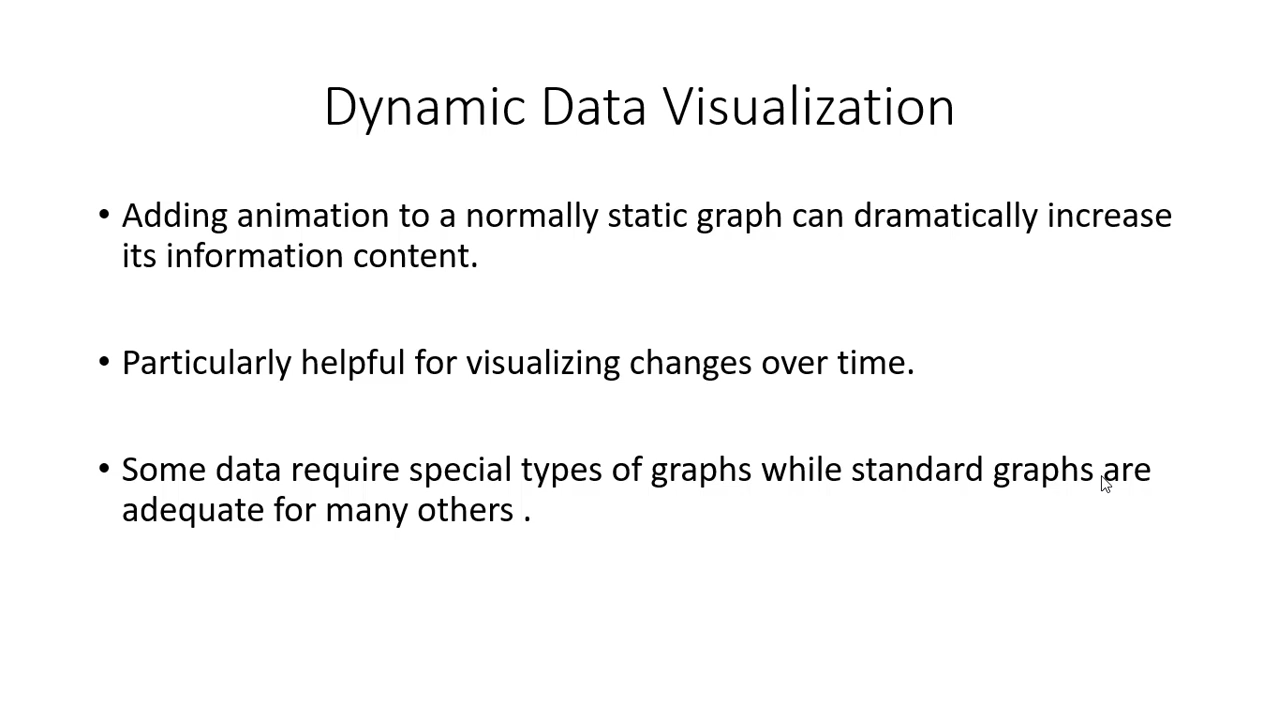 Dynamic Data Visualization
• Adding animation to a normally static graph can dramatically increase
its information content.
• Particularly helpful for visualizing changes over time.
• Some data require special types of graphs while standard graphs are
adequate for many others .